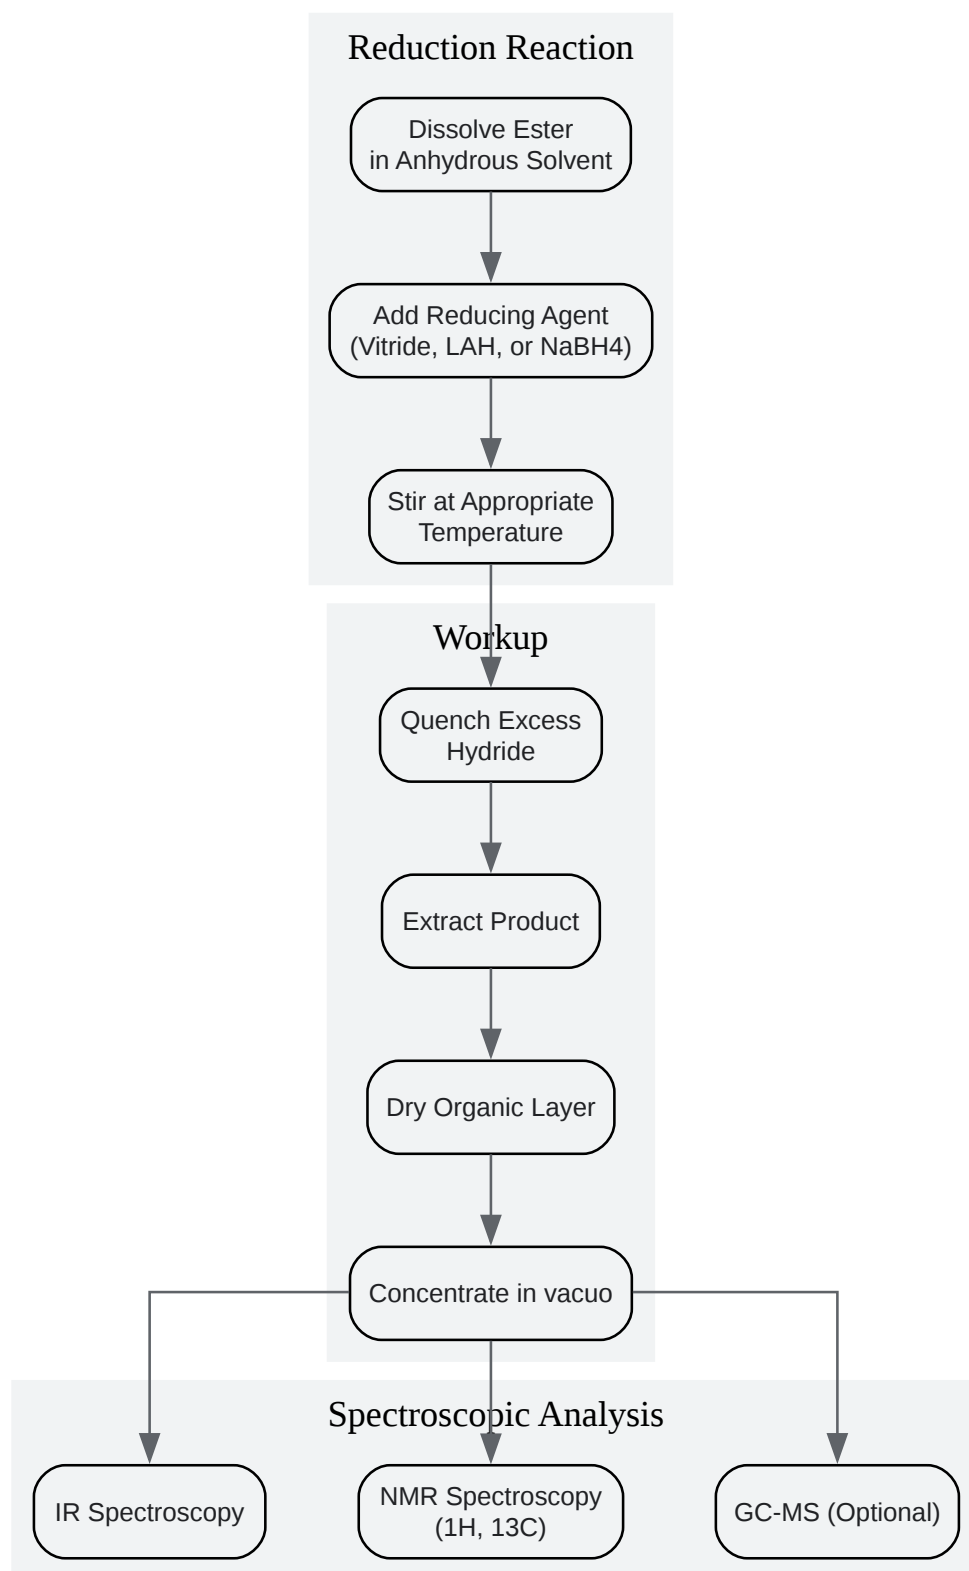 Reduction Reaction
Dissolve Ester
in Anhydrous Solvent
Add Reducing Agent
(Vitride, LAH, or NaBH4)
Stir at Appropriate
Temperature
Workup
Quench Excess
Hydride
Extract Product
Dry Organic Layer
Concentrate in vacuo
Spectroscopic Analysis
IR Spectroscopy
NMR Spectroscopy
(1H, 13C)
GC-MS (Optional)